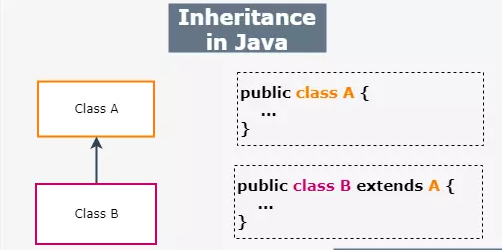 Inheritance
in Java
Class A
public class A {
...
}
Class B
public class B extends A {
...
}